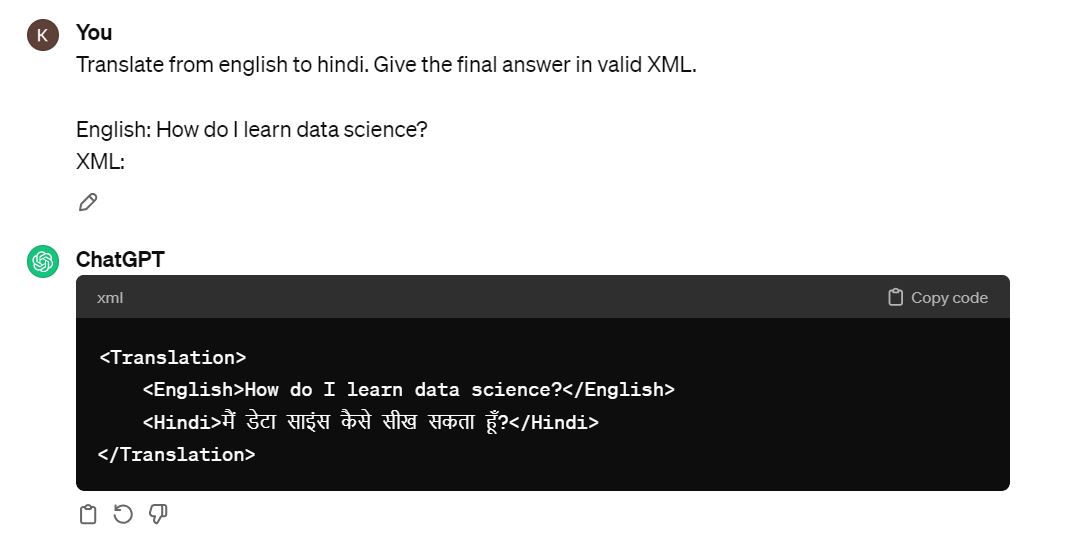 K
You
Translate from english to hindi. Give the final answer in valid XML.
English: How do I learn data science?
XML:
ChatGPT
xml
Copy code
<Translation>
<English>How do I learn data science?</English>
<Hindi>मैं डेटा साइंस कैसे सीख सकता हूँ?</Hindi>
</Translation>